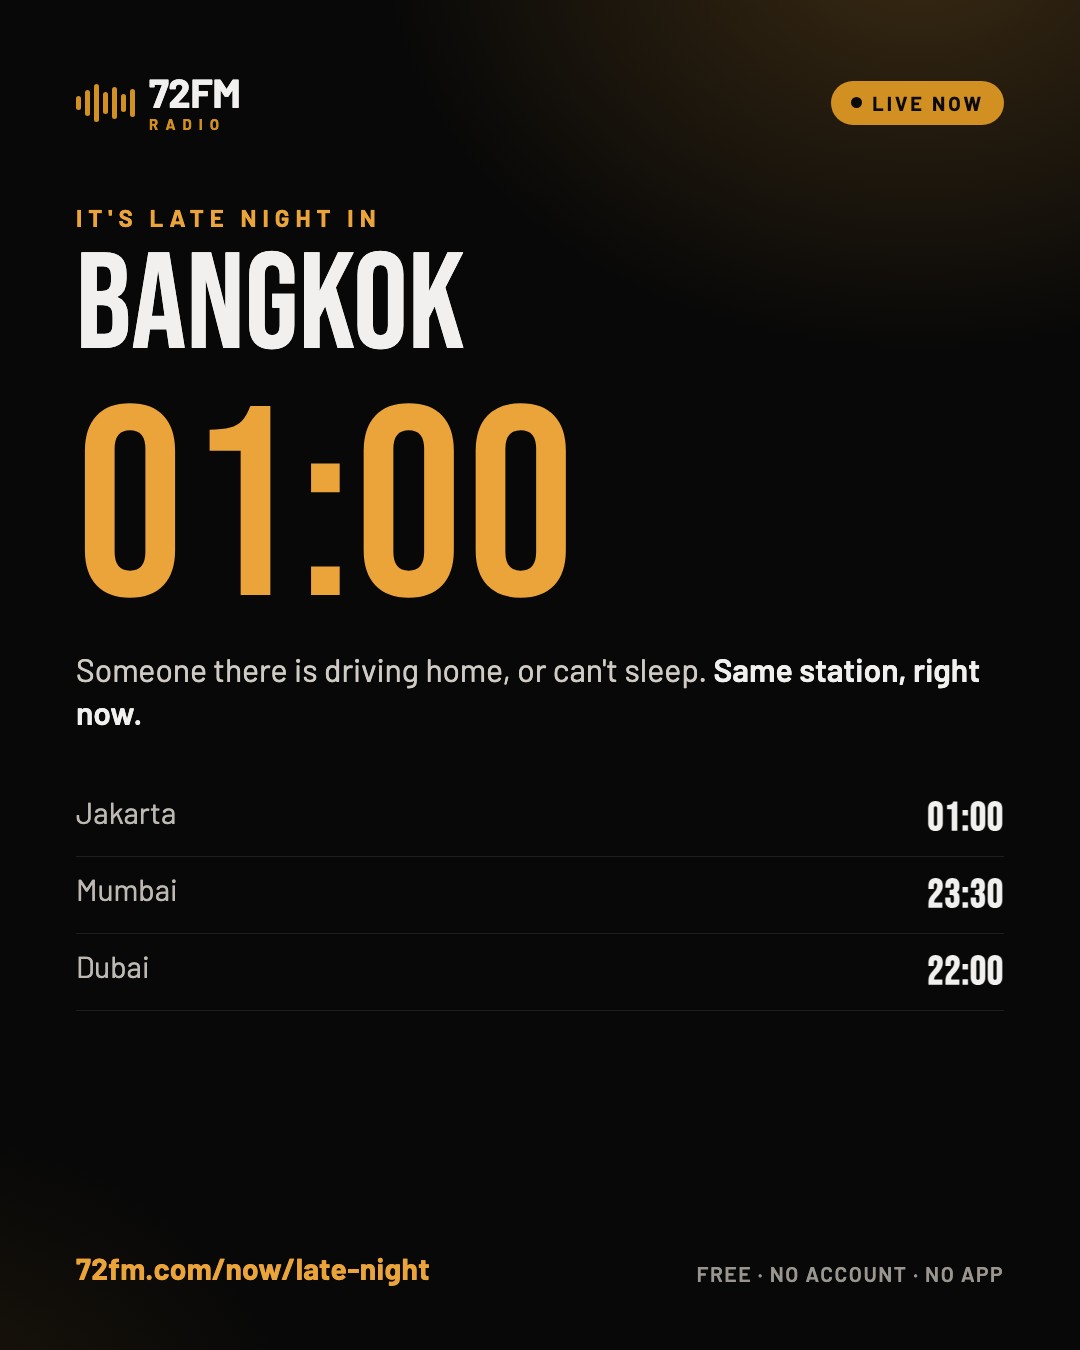 72FM
RADIO
LIVE NOW
IT'S LATE NIGHT IN
BANGKOK
01:00
Someone there is driving home, or can't sleep. Same station, right
now.
Jakarta 01:00
Mumbai 23:30
Dubai 22:00
72fm.com/now/late-night
FREE · NO ACCOUNT · NO APP